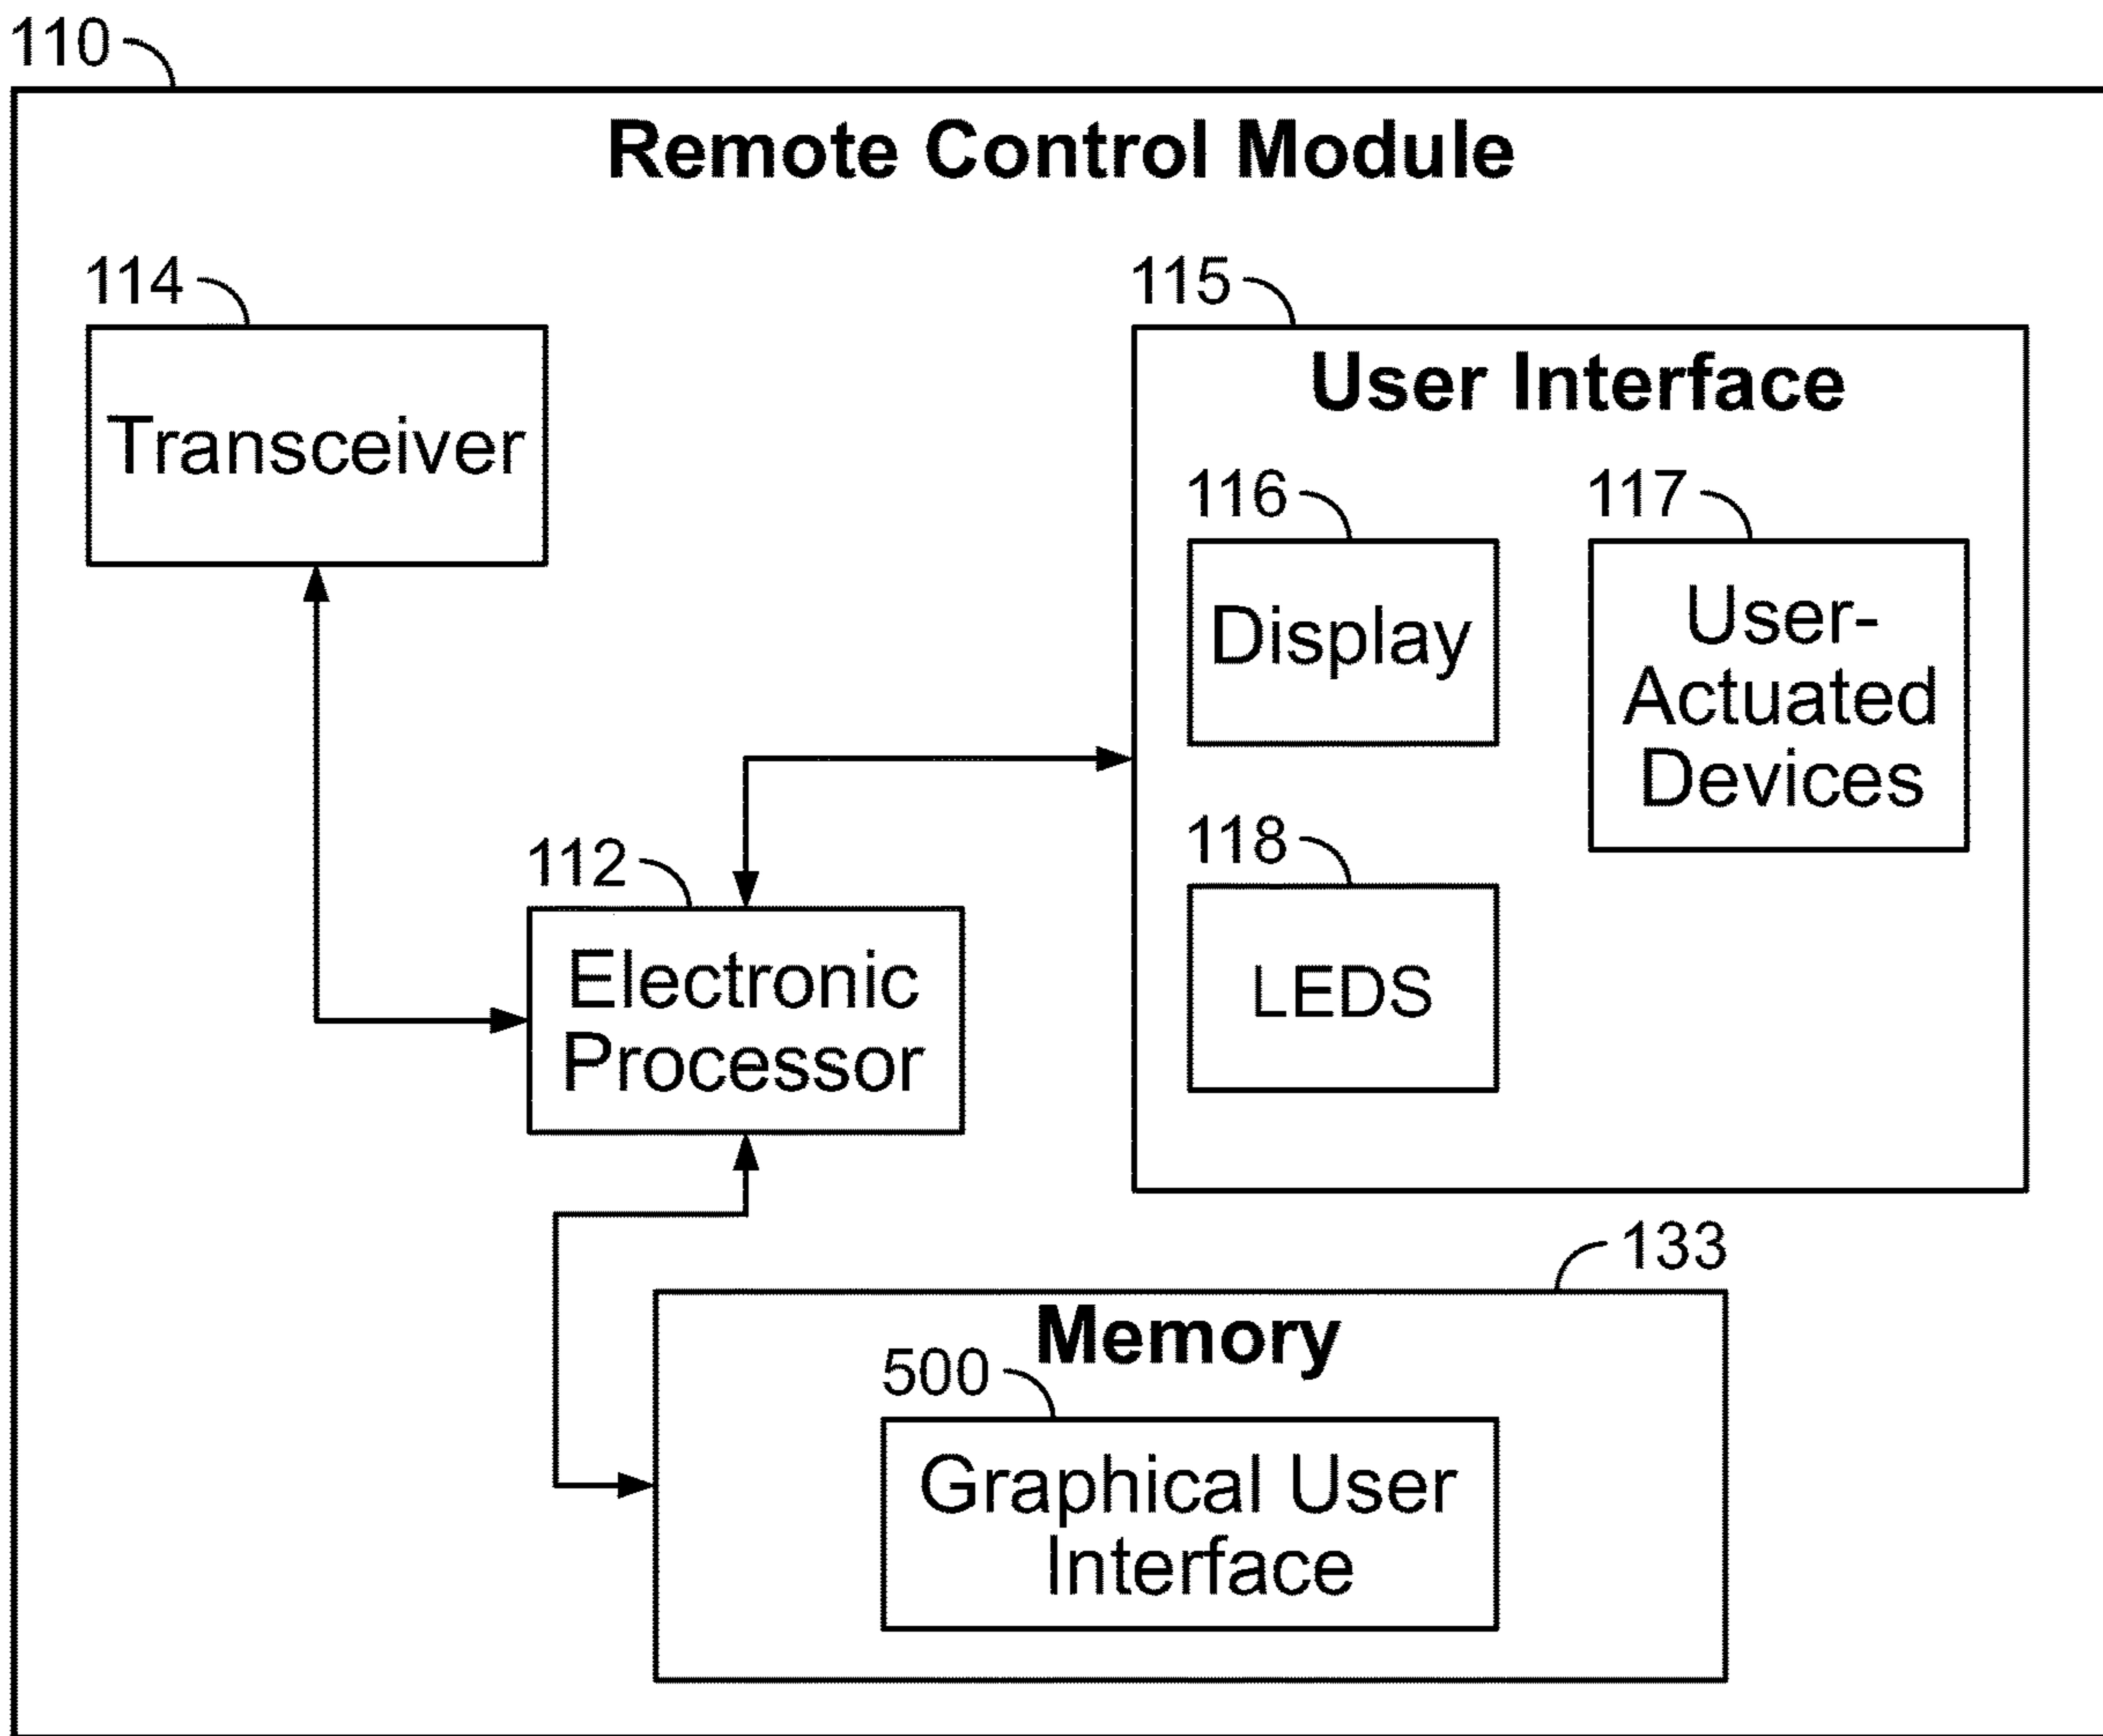 110
Remote Control Module
114
Transceiver
115
User Interface
116
Display
117
User-
Actuated
Devices
118
LEDS
112
Electronic
Processor
133
Memory
500
Graphical User
Interface